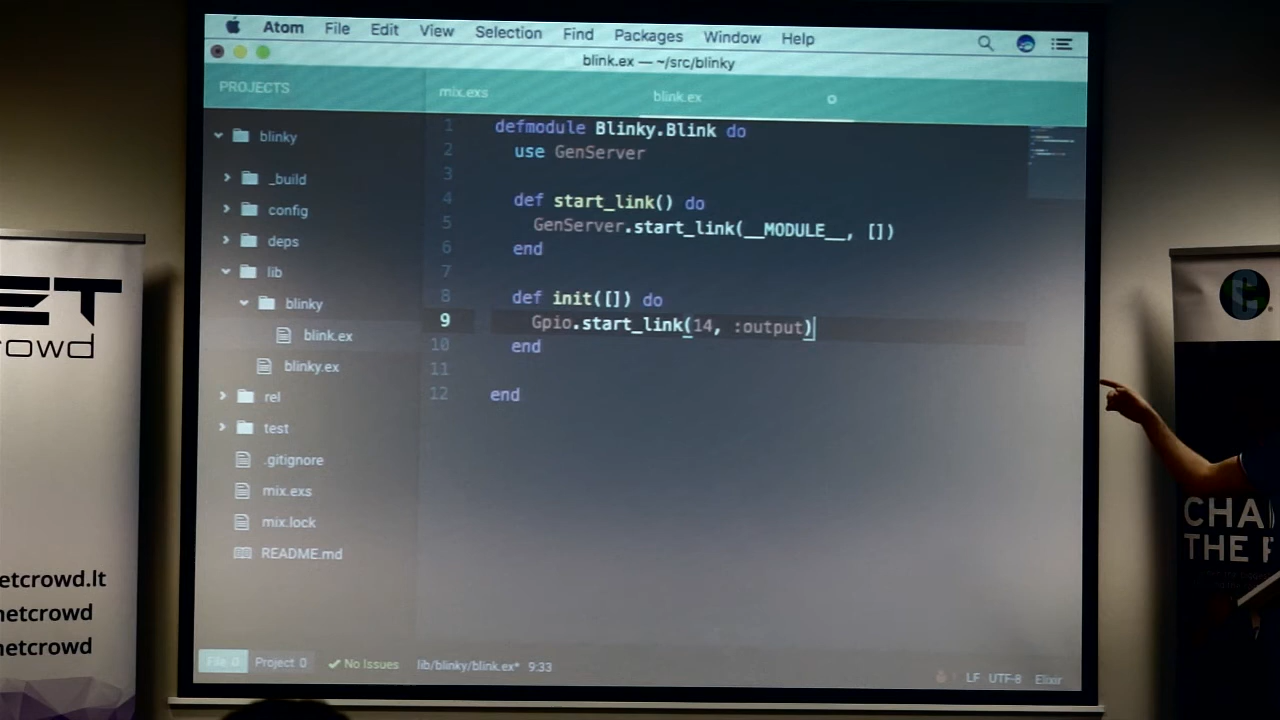 Atom File Edit View Selection Find Packages Window Help
blink.ex — ~/src/blinky
PROJECTS
mix.exs
blink.ex
blinky
_build
config
deps
lib
blinky
blink.ex
blinky.ex
rel
test
.gitignore
mix.exs
mix.lock
README.md
1 defmodule Blinky.Blink do
2 use GenServer
3
4 def start_link() do
5 GenServer.start_link(__MODULE__, [])
6 end
7
8 def init([]) do
9 Gpio.start_link(14, :output)
10 end
11
12 end
File 0 Project 0 No Issues lib/blinky/blink.ex* 9:33
LF UTF-8 Elixir
ET
rowd
etcrowd.lt
netcrowd
netcrowd
C
CHA
THE F